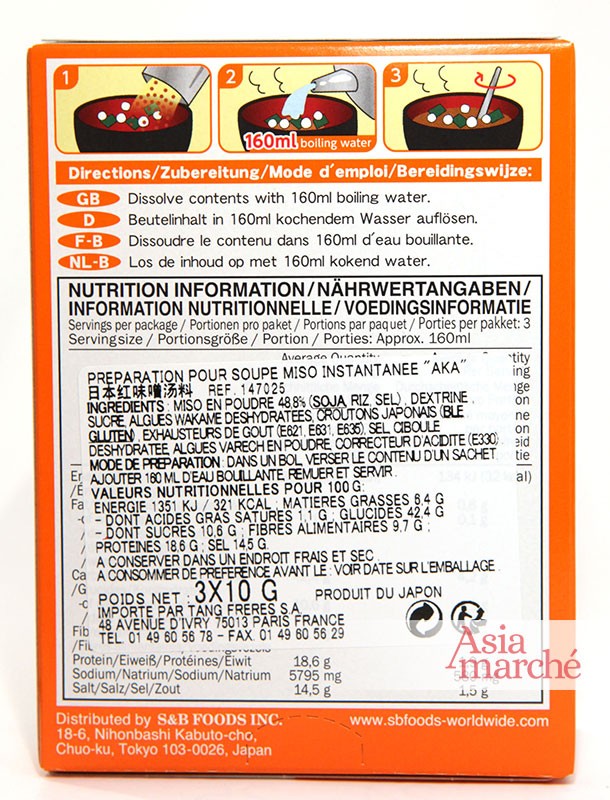 1
2
3
160ml boiling water
Directions/Zubereitung/Mode d´emploi/Bereidingswijze:
GB Dissolve contents with 160ml boiling water.
D Beutelinhalt in 160ml kochendem Wasser auflösen.
F-B Dissoudre le contenu dans 160ml d´eau bouillante.
NL-B Los de inhoud op met 160ml kokend water.
NUTRITION INFORMATION/NÄHRWERTANGABEN/
INFORMATION NUTRITIONNELLE/VOEDINGSINFORMATIE
Servings per package / Portionen pro paket / Portions par paquet / Porties per pakket: 3
Servingsize / Portionsgröße / Portion / Porties: Approx. 160ml
Average Quantity
PREPARATION POUR SOUPE MISO INSTANTANEE "AKA"
日本红味噌汤料 REF. 147025
INGREDIENTS : MISO EN POUDRE 48.8% (SOJA, RIZ, SEL), DEXTRINE,
SUCRE, ALGUES WAKAME DESHYDRATEES, CROUTONS JAPONAIS (BLE,
GLUTEN), EXHAUSTEURS DE GOUT (E621, E631, E635), SEL, CIBOULE
DESHYDRATEE, ALGUES VARECH EN POUDRE, CORRECTEUR D'ACIDITE (E330).
MODE DE PREPARATION : DANS UN BOL, VERSER LE CONTENU D'UN SACHET.
AJOUTER 160 ML D'EAU BOUILLANTE, REMUER ET SERVIR.
VALEURS NUTRITIONNELLES POUR 100 G:
ENERGIE 1351 KJ / 321 KCAL ; MATIERES GRASSES 8.4 G
- DONT ACIDES GRAS SATURES 1.1 G ; GLUCIDES 42.4 G
- DONT SUCRES 10.6 G ; FIBRES ALIMENTAIRES 9.7 G ;
PROTEINES 18.6 G ; SEL 14.5 G.
A CONSERVER DANS UN ENDROIT FRAIS ET SEC.
A CONSOMMER DE PREFERENCE AVANT LE : VOIR DATE SUR L'EMBALLAGE.
POIDS NET : 3X10 G PRODUIT DU JAPON
IMPORTE PAR TANG FRERES S.A.
48 AVENUE D'IVRY 75013 PARIS FRANCE
TEL. 01 49 60 56 78 - FAX. 01 49 60 56 29
Asia
marché
Protein/Eiweiß/Protéines/Eiwit 18,6 g
Sodium/Natrium/Sodium/Natrium 5795 mg
Salt/Salz/Sel/Zout 14,5 g 1,5 g
Distributed by S&B FOODS INC. www.sbfoods-worldwide.com
18-6, Nihonbashi Kabuto-cho,
Chuo-ku, Tokyo 103-0026, Japan